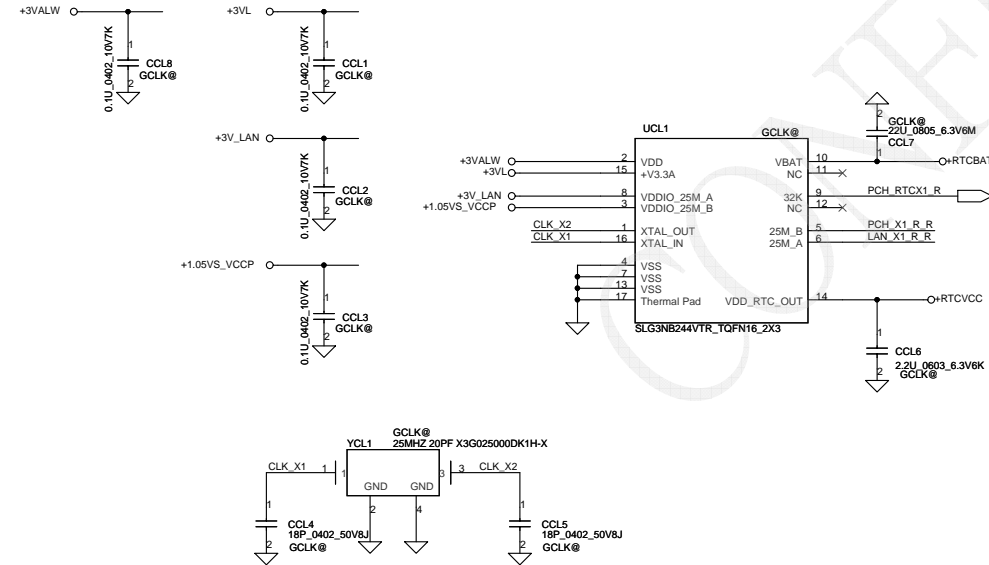 +3VALW
0.1U_0402_10V7K
1
2
CCL8
GCLK@
+3VL
0.1U_0402_10V7K
1
2
CCL1
GCLK@
+3V_LAN
0.1U_0402_10V7K
1
2
CCL2
GCLK@
+1.05VS_VCCP
0.1U_0402_10V7K
1
2
CCL3
GCLK@
UCL1
GCLK@
+3VALW 2 VDD
+3VL 15 +V3.3A
+3V_LAN 8 VDDIO_25M_A
+1.05VS_VCCP 3 VDDIO_25M_B
CLK_X2 1 XTAL_OUT
CLK_X1 16 XTAL_IN
4 VSS
7 VSS
13 VSS
17 Thermal Pad
VBAT 10 +RTCBAT
NC 11
32K 9 PCH_RTCX1_R
NC 12
25M_B 5 PCH_X1_R_R
25M_A 6 LAN_X1_R_R
VDD_RTC_OUT 14 +RTCVCC
SLG3NB244VTR_TQFN16_2X3
2
GCLK@
22U_0805_6.3V6M
1
CCL7
1
CCL6
2
2.2U_0603_6.3V6K
GCLK@
GCLK@
YCL1 25MHZ 20PF X3G025000DK1H-X
CLK_X1 1 1 3 3 CLK_X2
GND GND
2 4
1
CCL4
18P_0402_50V8J
2
GCLK@
1
CCL5
18P_0402_50V8J
2
GCLK@